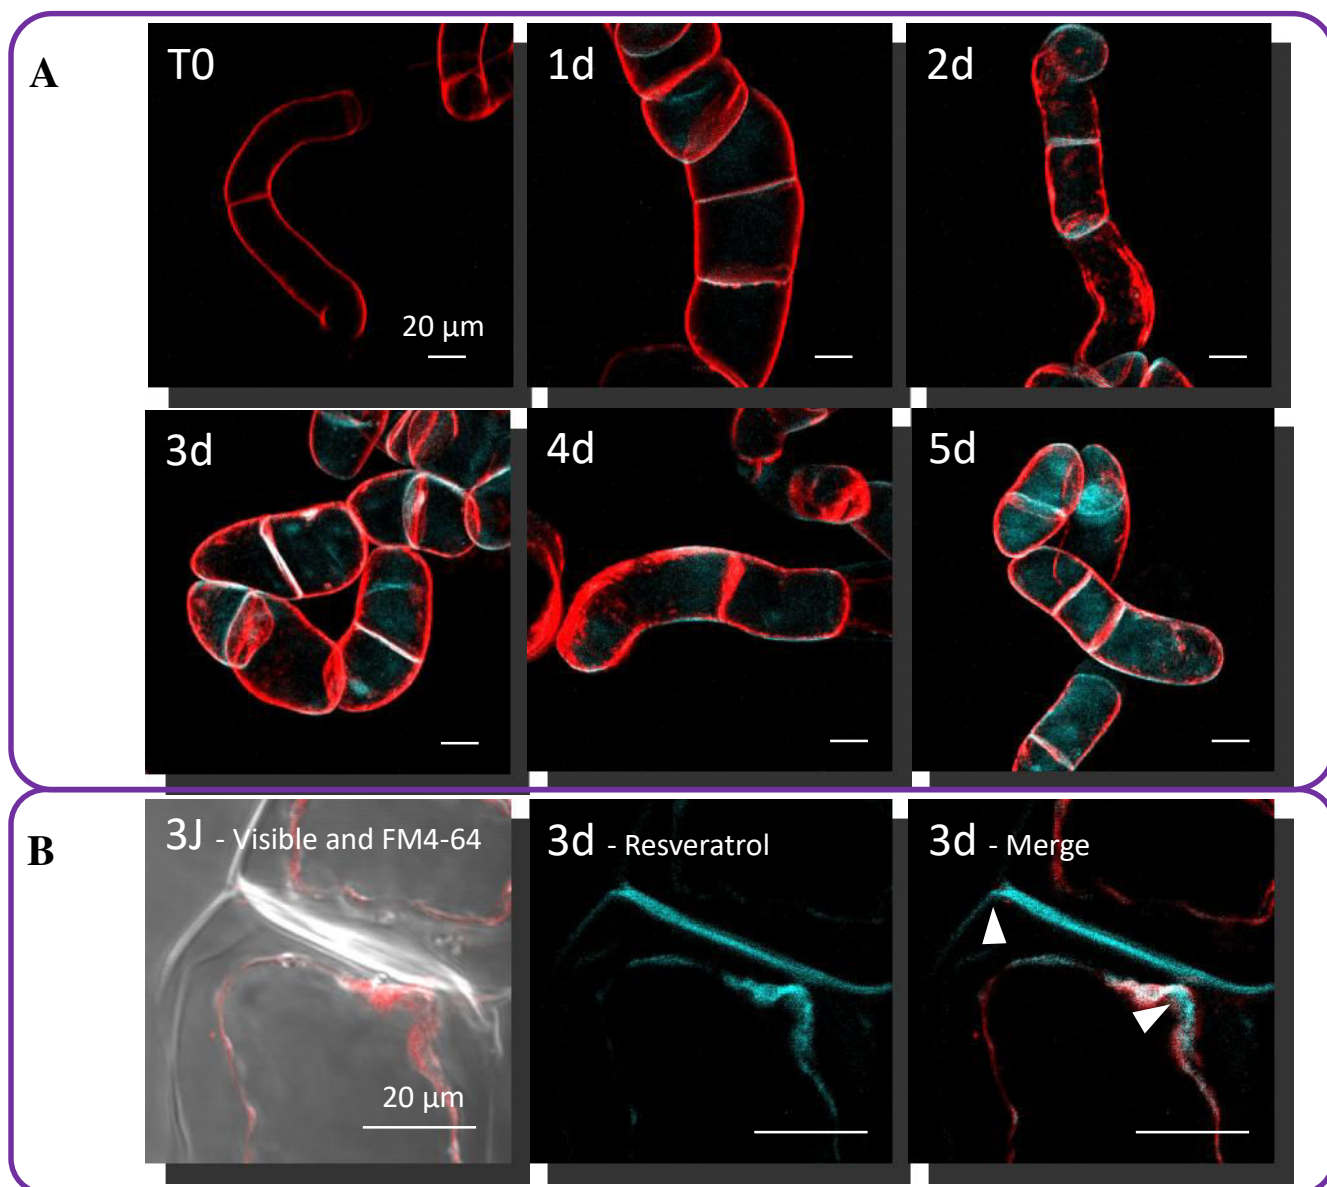 A
T0
20 µm
1d
2d
3d
4d
5d
B
3J - Visible and FM4-64
20 µm
3d - Resveratrol
3d - Merge